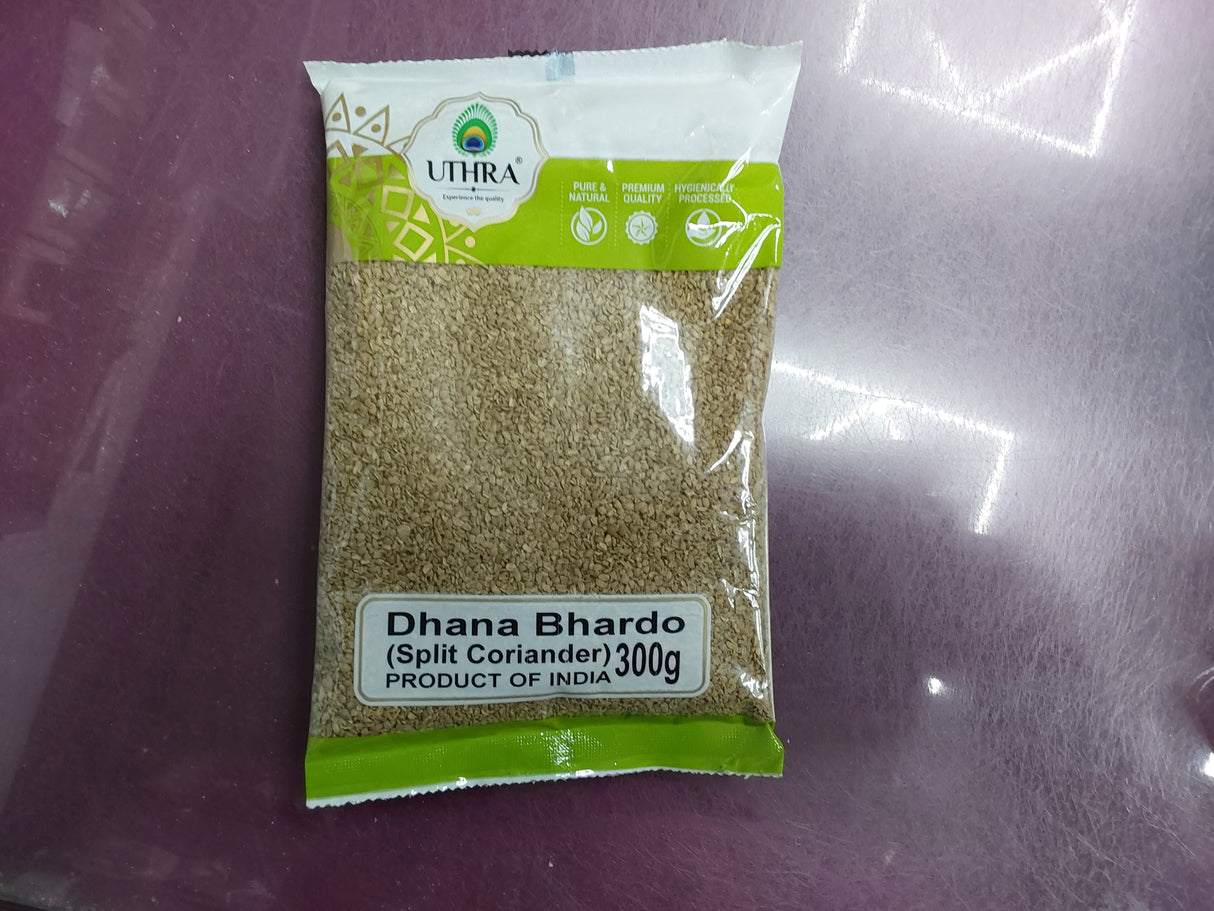 UTHRA®
Experience the quality
PURE &
NATURAL
PREMIUM
QUALITY
HYGIENICALLY
PROCESSED
Dhana Bhardo
(Split Coriander) 300g
PRODUCT OF INDIA